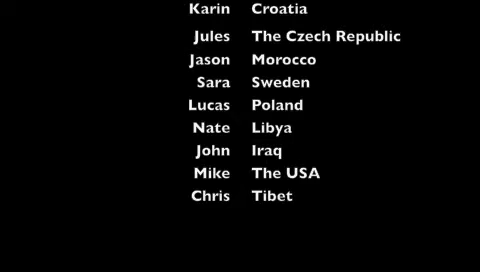 Karin Croatia
Jules The Czech Republic
Jason Morocco
Sara Sweden
Lucas Poland
Nate Libya
John Iraq
Mike The USA
Chris Tibet